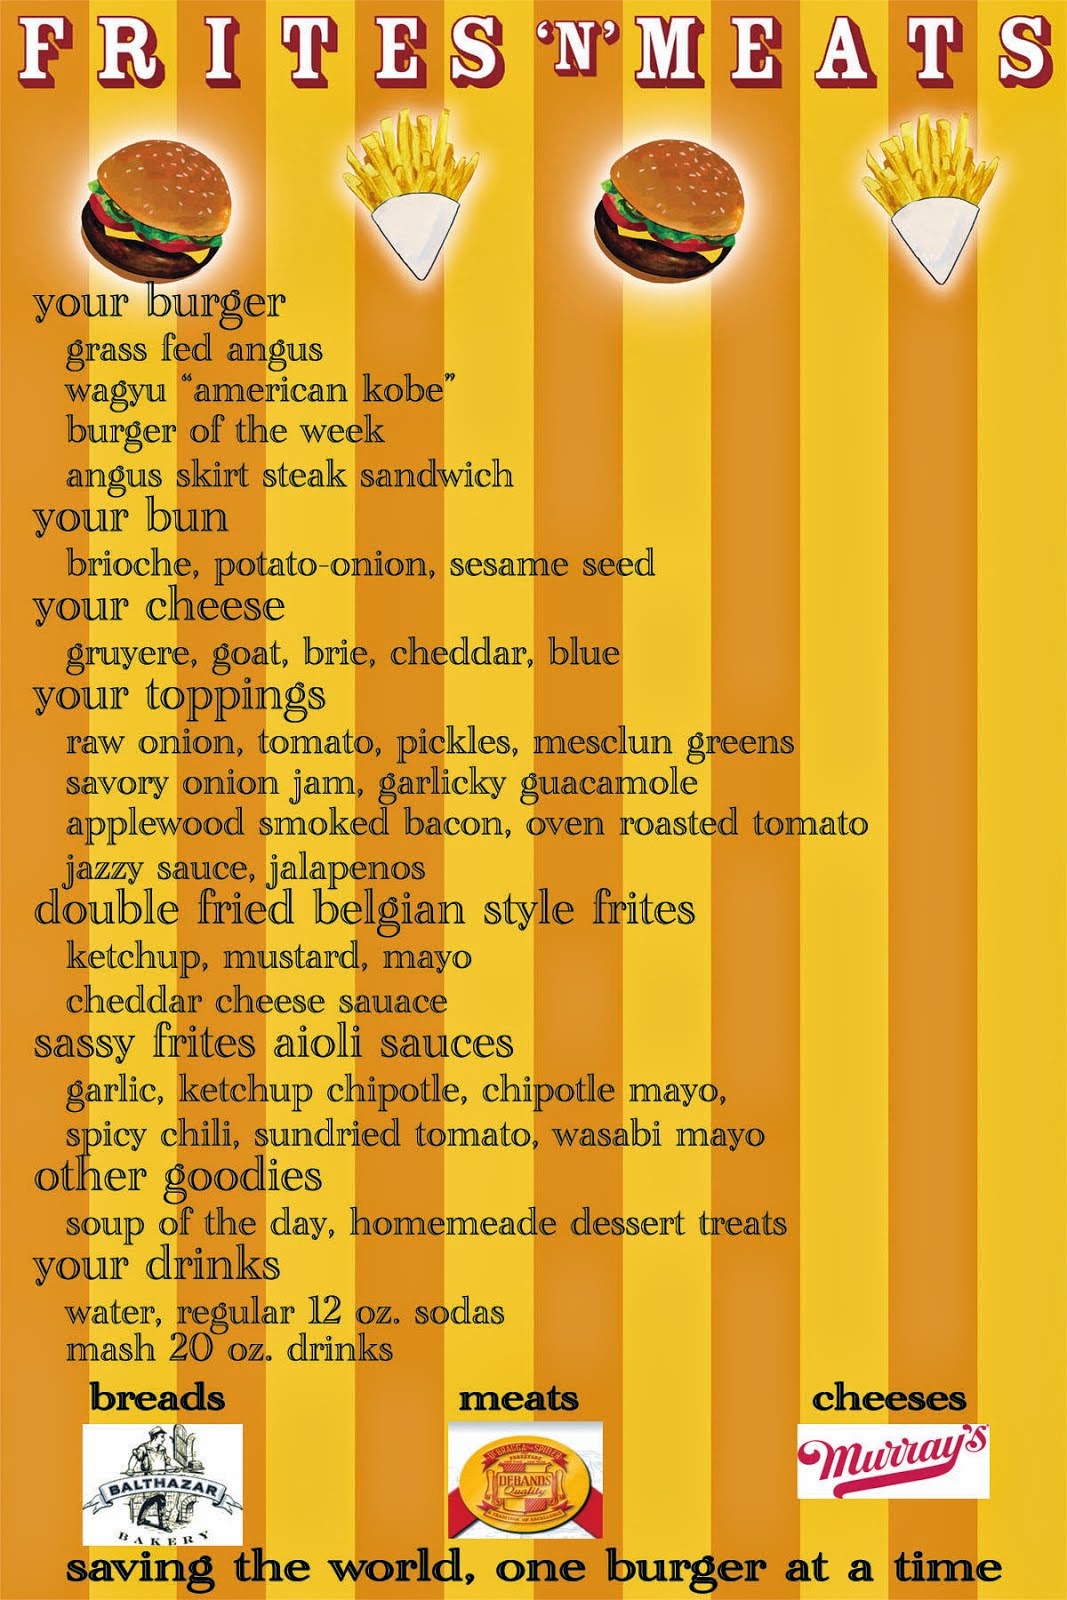 FRITES 'N' MEATS
your burger
grass fed angus
wagyu “american kobe”
burger of the week
angus skirt steak sandwich
your bun
brioche, potato-onion, sesame seed
your cheese
gruyere, goat, brie, cheddar, blue
your toppings
raw onion, tomato, pickles, mesclun greens
savory onion jam, garlicky guacamole
applewood smoked bacon, oven roasted tomato
jazzy sauce, jalapenos
double fried belgian style frites
ketchup, mustard, mayo
cheddar cheese sauace
sassy frites aioli sauces
garlic, ketchup chipotle, chipotle mayo,
spicy chili, sundried tomato, wasabi mayo
other goodies
soup of the day, homemeade dessert treats
your drinks
water, regular 12 oz. sodas
mash 20 oz. drinks
breads meats cheeses
BALTHAZAR
BAKERY
DEBRAGGA SPITLER
DEBANDS
Quality
A TRADITION OF EXCELLENCE
Murray's
saving the world, one burger at a time